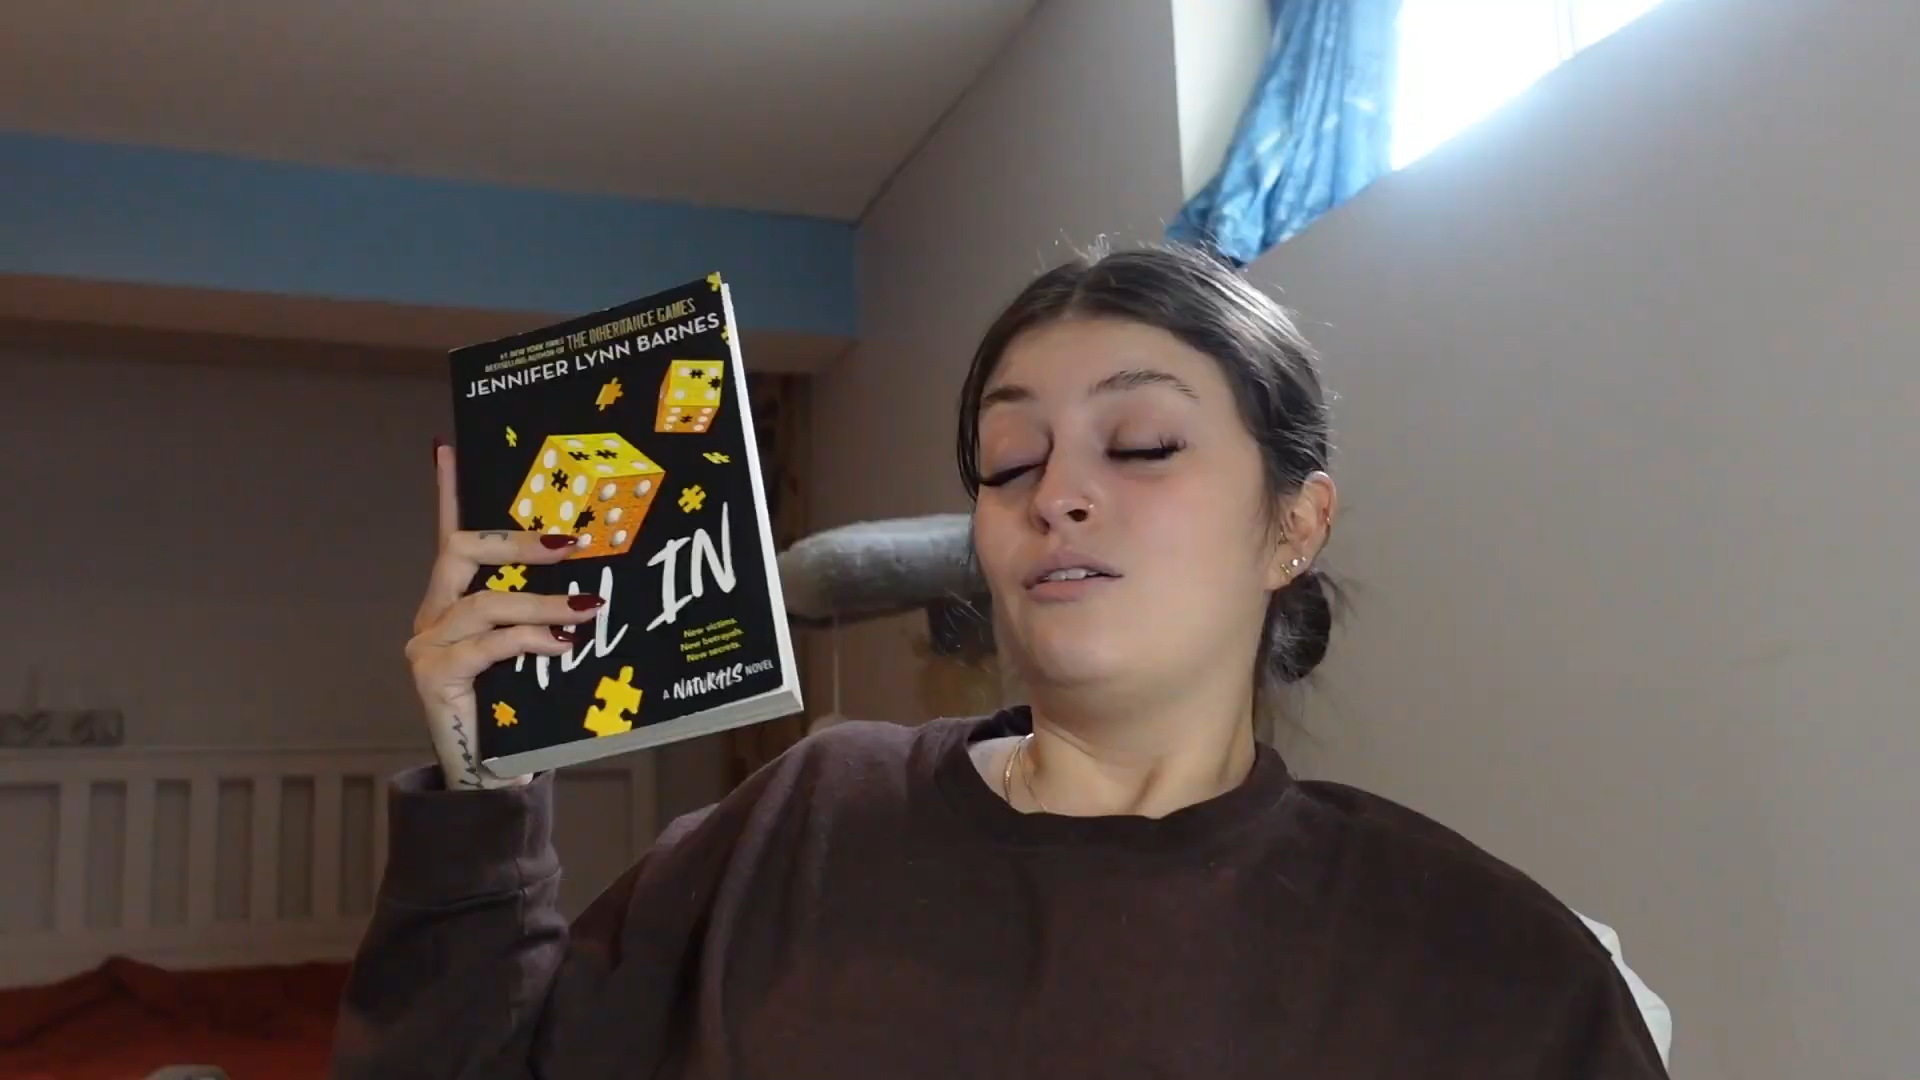 #1 NEW YORK TIMES
BESTSELLING AUTHOR OF THE INHERITANCE GAMES
JENNIFER LYNN BARNES
ALL IN
New victims.
New betrayals.
New secrets.
A NATURALS NOVEL